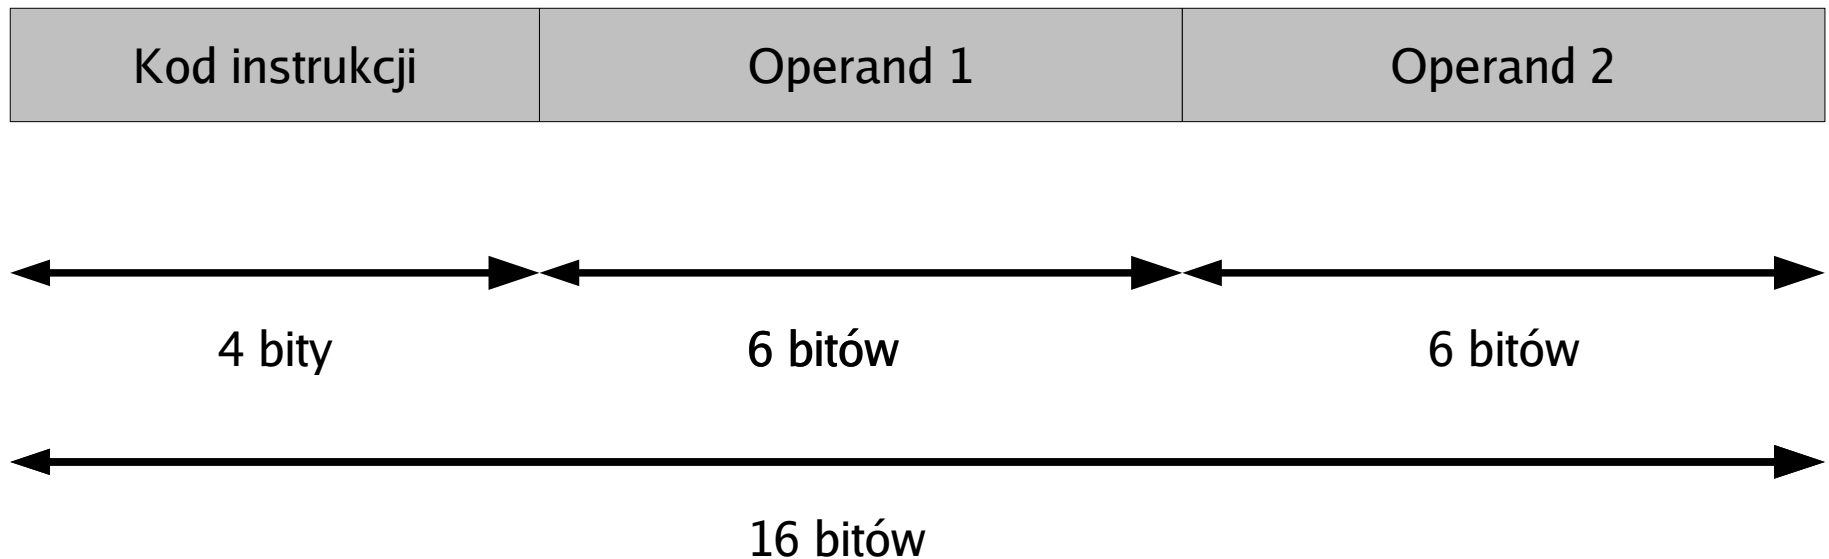 Kod instrukcji Operand 1 Operand 2
4 bity 6 bitów 6 bitów
16 bitów